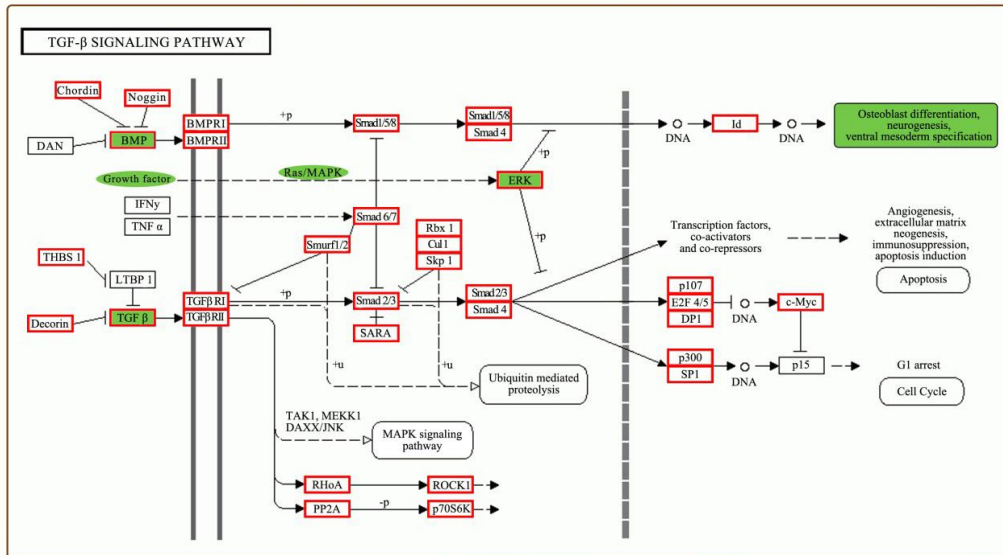 TGF-β SIGNALING PATHWAY
Chordin
Noggin
DAN
BMP
BMPRI
BMPRII
+p
Smad1/5/8
Smad1/5/8
Smad 4
+p
DNA
Id
DNA
Osteoblast differentiation,
neurogenesis,
ventral mesoderm specification
Growth factor
Ras/MAPK
ERK
IFNγ
TNF α
Smad 6/7
+p
Smurf1/2
Rbx 1
Cul1
Skp 1
Transcription factors,
co-activators
and co-repressors
Angiogenesis,
extracellular matrix
neogenesis,
immunosuppression,
apoptosis induction
Apoptosis
THBS 1
LTBP 1
Decorin
TGF β
TGFβ RI
TGFβ RII
+p
Smad 2/3
SARA
Smad 2/3
Smad 4
p107
E2F 4/5
DP1
DNA
c-Myc
p300
SP1
DNA
p15
G1 arrest
Cell Cycle
+u
+u
Ubiquitin mediated
proteolysis
TAK1, MEKK1
DAXX/JNK
MAPK signaling
pathway
RHoA
ROCK1
PP2A
-p
p70S6K